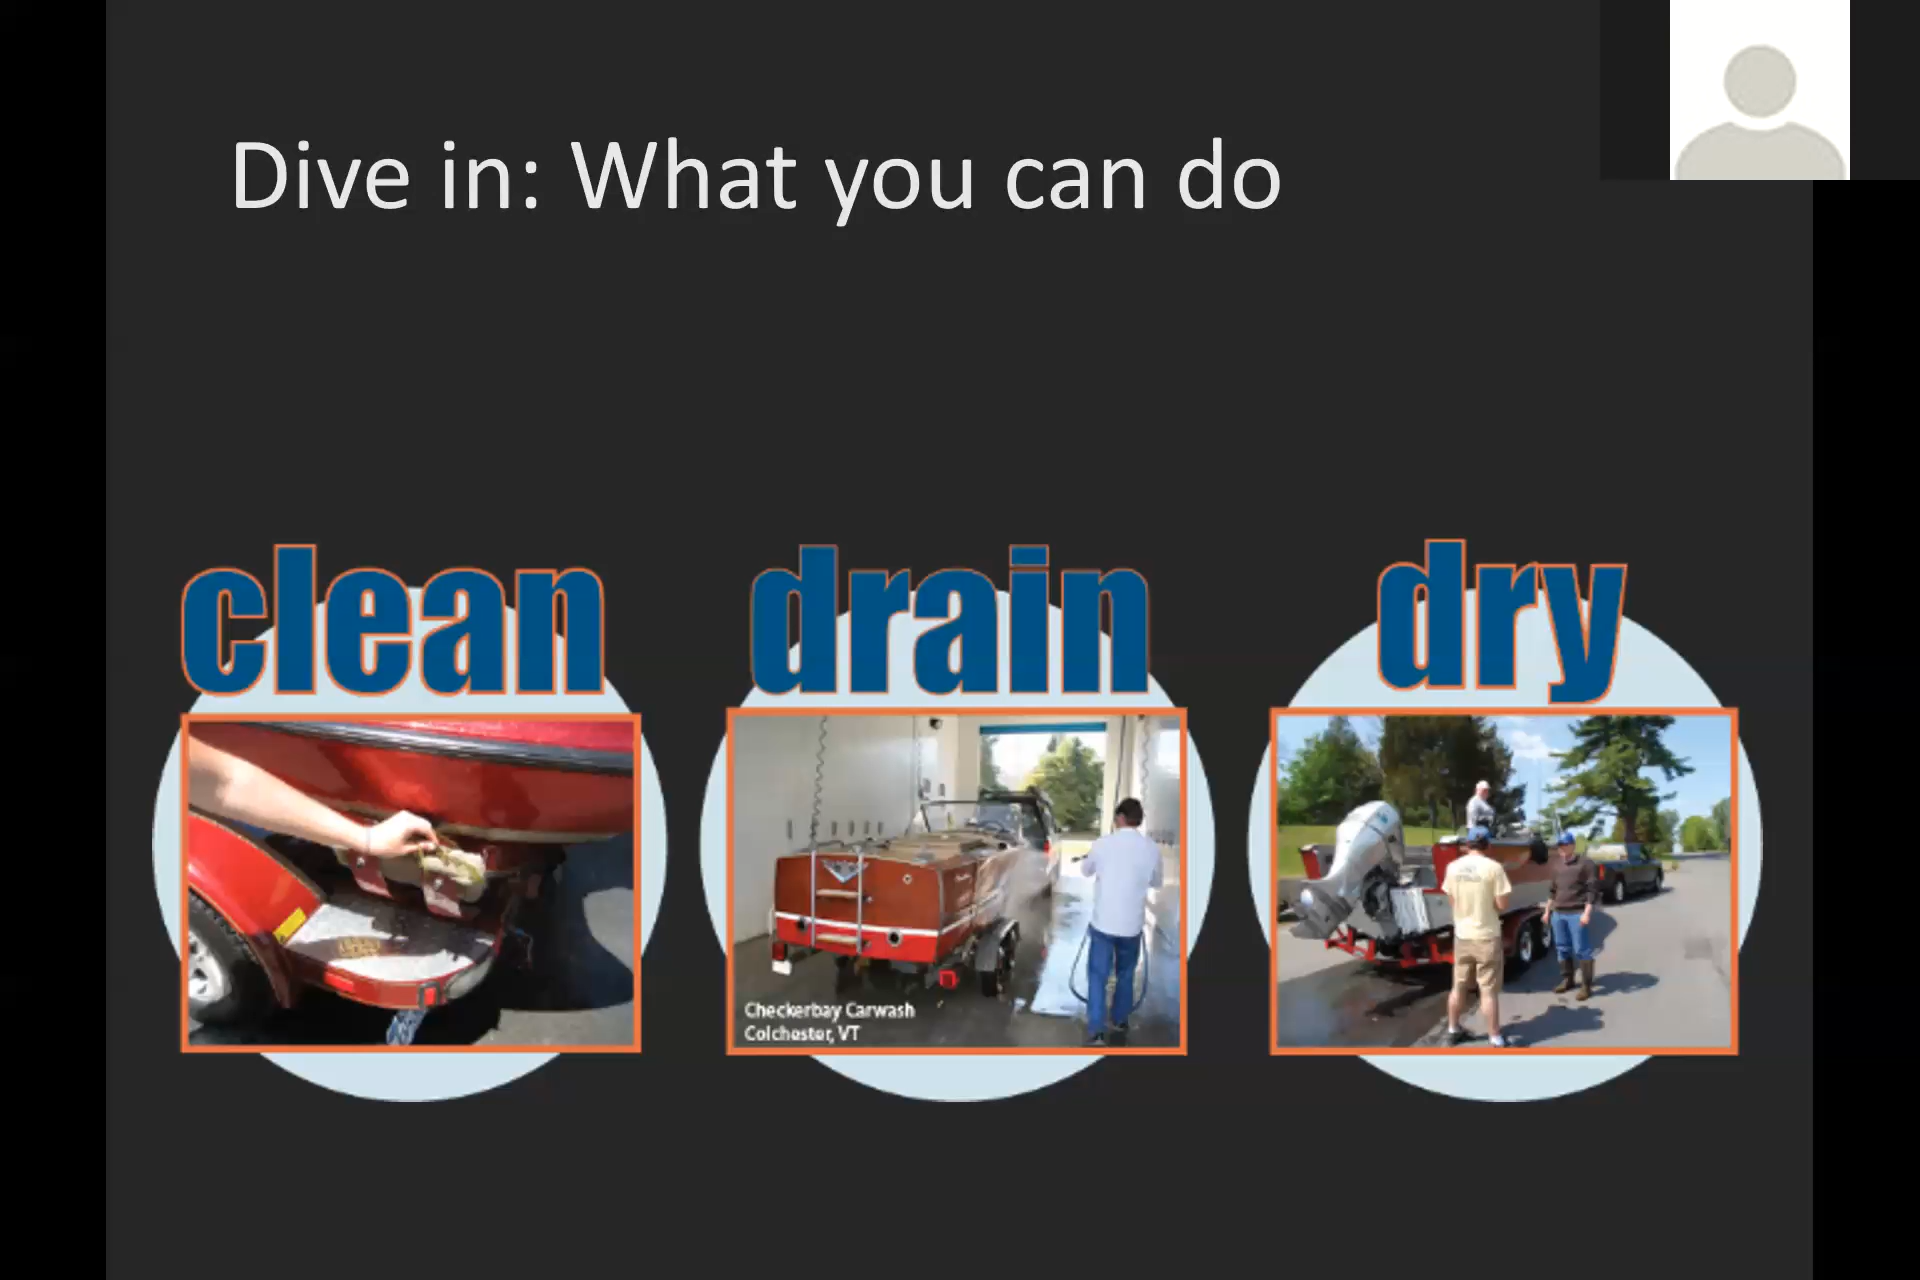 Dive in: What you can do
clean
drain
dry
Checkerbay Carwash
Colchester, VT